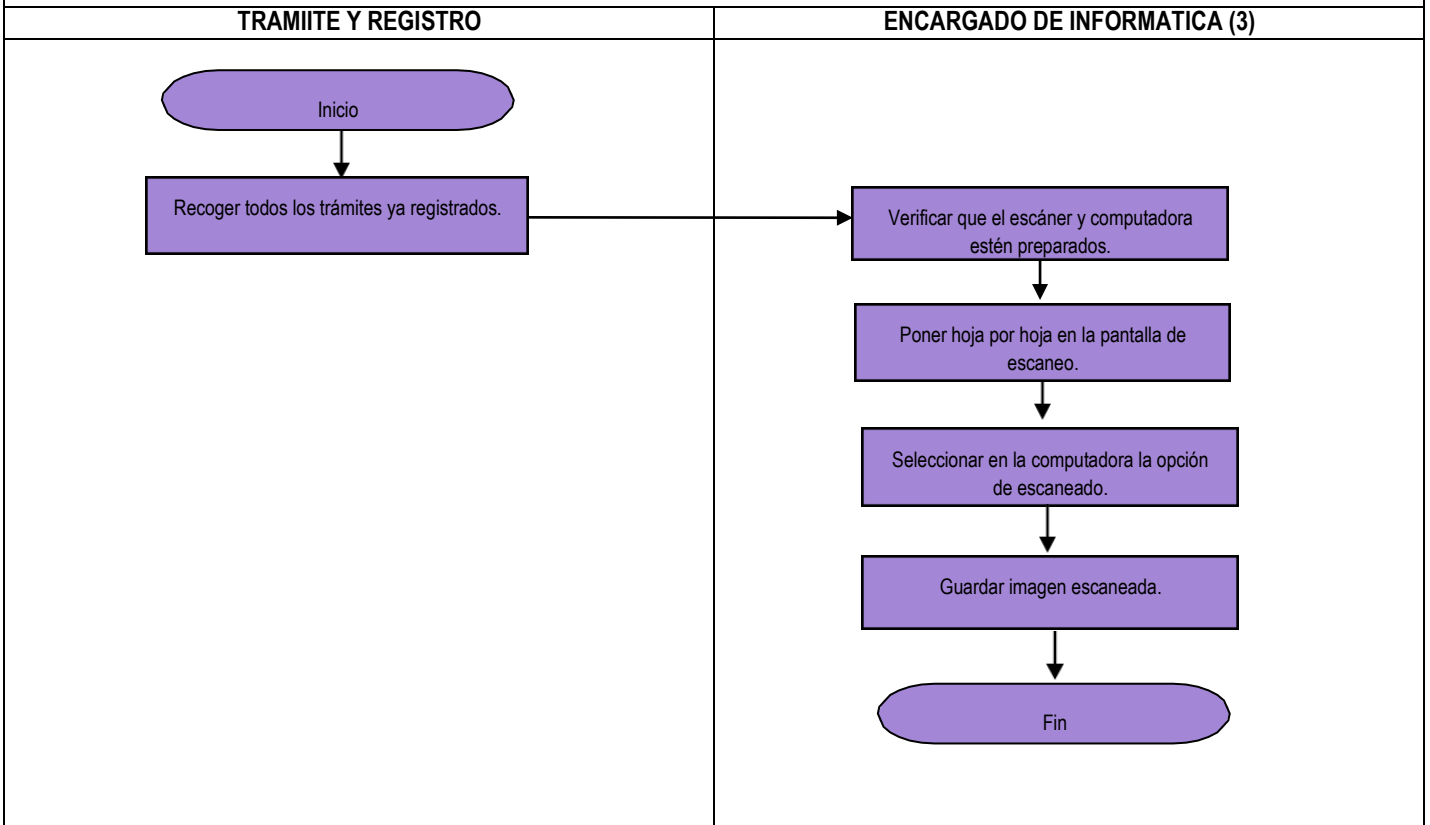 TRAMIITE Y REGISTRO
ENCARGADO DE INFORMATICA (3)
Inicio
Recoger todos los trámites ya registrados.
Verificar que el escáner y computadora
estén preparados.
Poner hoja por hoja en la pantalla de
escaneo.
Seleccionar en la computadora la opción
de escaneado.
Guardar imagen escaneada.
Fin